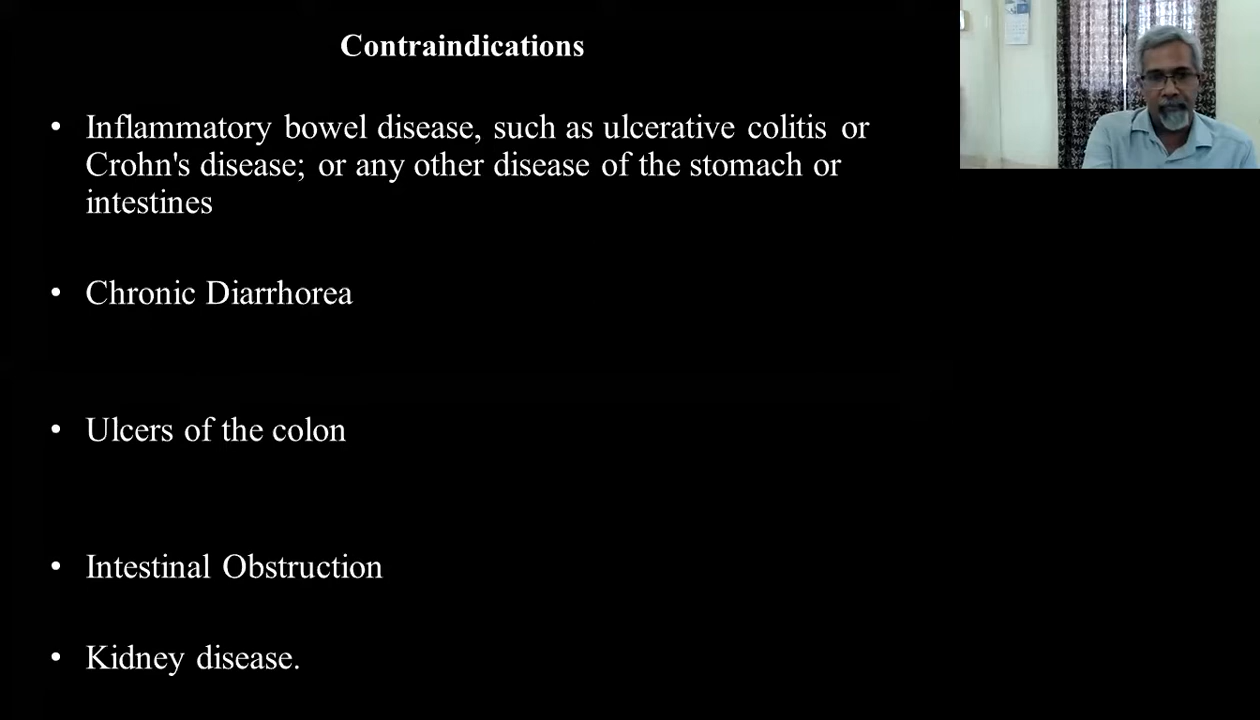 Contraindications
• Inflammatory bowel disease, such as ulcerative colitis or
Crohn's disease; or any other disease of the stomach or
intestines
• Chronic Diarrhorea
• Ulcers of the colon
• Intestinal Obstruction
• Kidney disease.